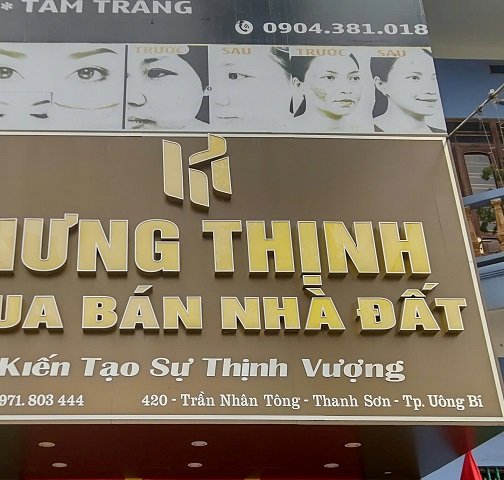 * TÂM TRANG
0904.381.018
TRƯỚC SAU TRƯỚC SAU
HƯNG THỊNH
UA BÁN NHÀ ĐẤT
Kiến Tạo Sự Thịnh Vượng
971. 803 444 420 - Trần Nhân Tông - Thanh Sơn - Tp. Uông Bí